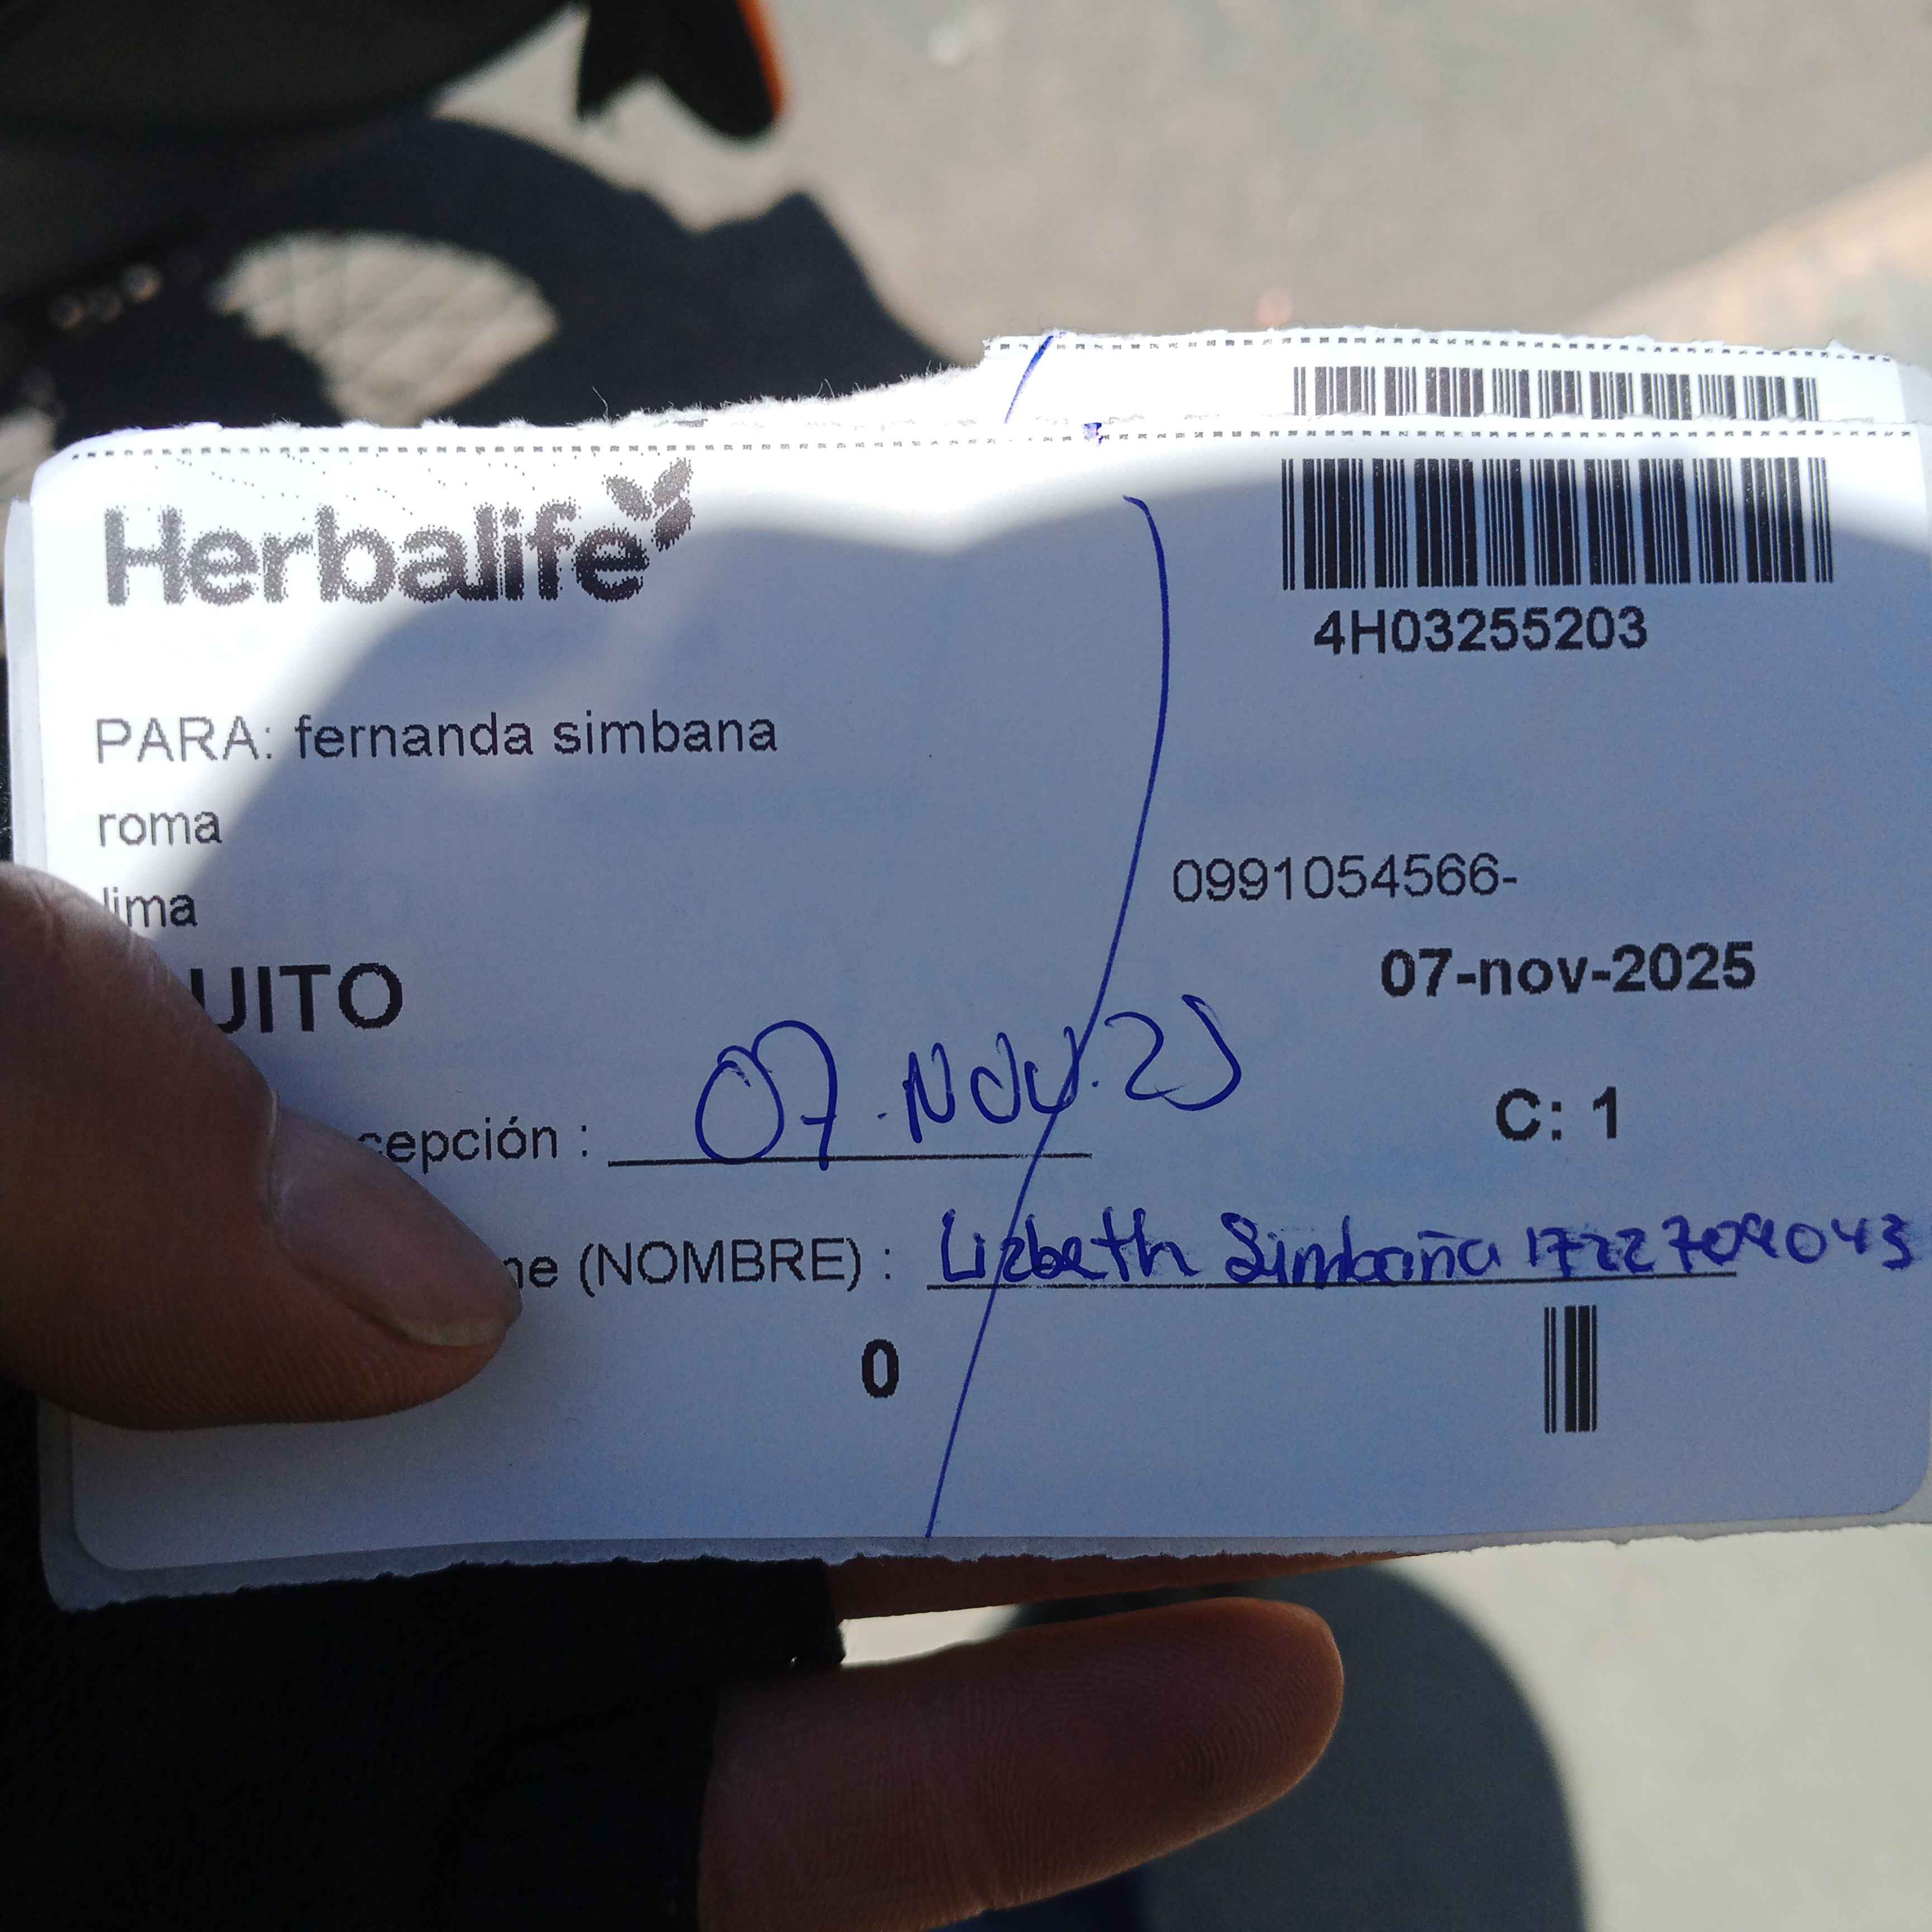 Herbalife
4H03255203
PARA: fernanda simbana
roma
lima
0991054566-
UITO
07-nov-2025
cepción : 07.NOV.25
C: 1
ne (NOMBRE) : Lizbeth Simbaña 1722709043
0